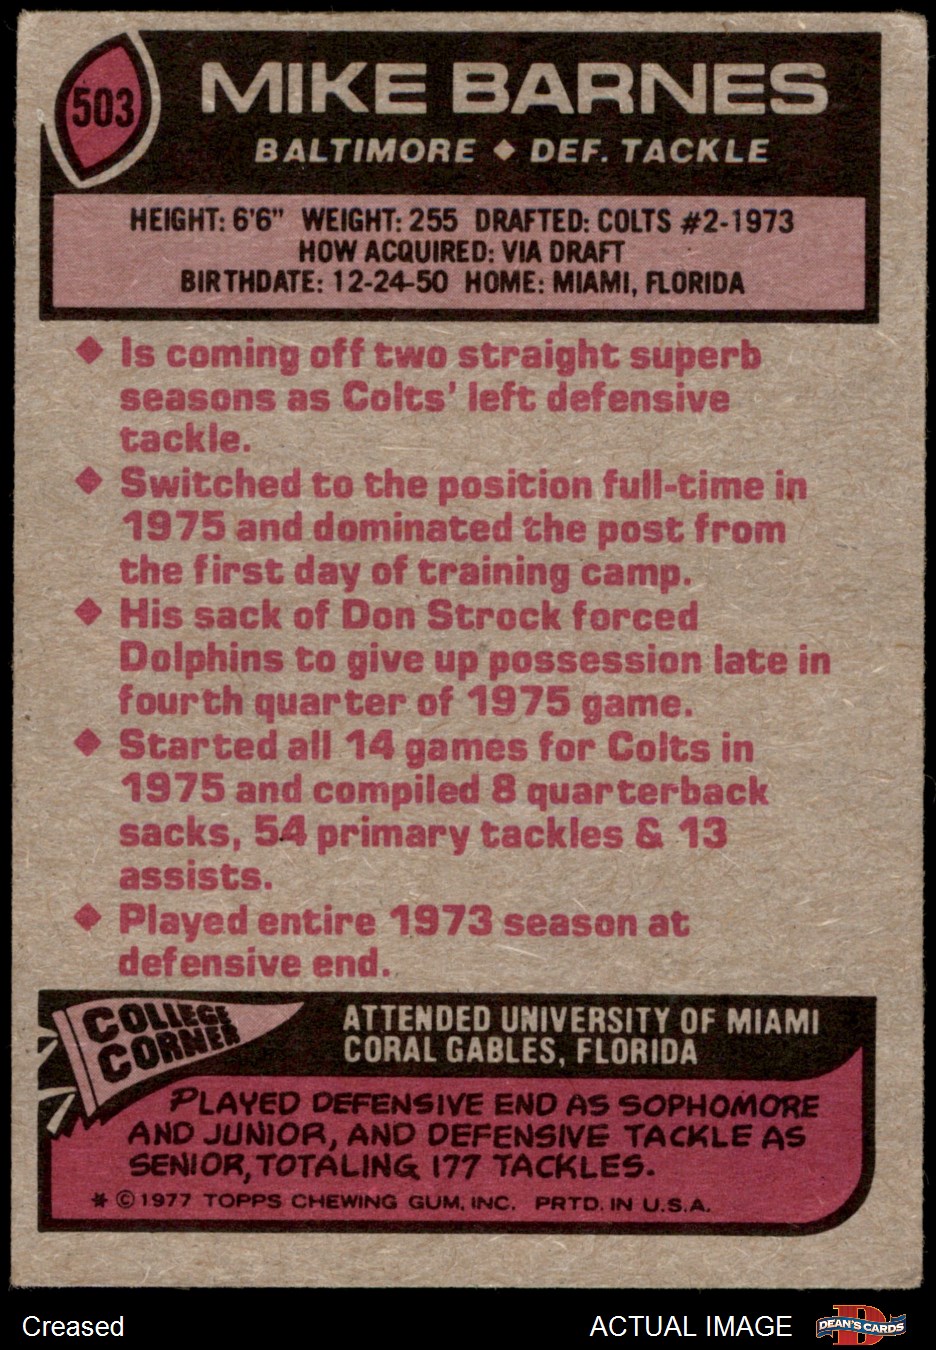 503
MIKE BARNES
BALTIMORE ◆ DEF. TACKLE
HEIGHT: 6'6" WEIGHT: 255 DRAFTED: COLTS #2-1973
HOW ACQUIRED: VIA DRAFT
BIRTHDATE: 12-24-50 HOME: MIAMI, FLORIDA
◆ Is coming off two straight superb
seasons as Colts' left defensive
tackle.
◆ Switched to the position full-time in
1975 and dominated the post from
the first day of training camp.
◆ His sack of Don Strock forced
Dolphins to give up possession late in
fourth quarter of 1975 game.
◆ Started all 14 games for Colts in
1975 and compiled 8 quarterback
sacks, 54 primary tackles & 13
assists.
◆ Played entire 1973 season at
defensive end.
COLLEGE
CORNER
ATTENDED UNIVERSITY OF MIAMI
CORAL GABLES, FLORIDA
PLAYED DEFENSIVE END AS SOPHOMORE
AND JUNIOR, AND DEFENSIVE TACKLE AS
SENIOR, TOTALING 177 TACKLES.
* © 1977 TOPPS CHEWING GUM, INC. PRTD. IN U.S.A.
Creased
ACTUAL IMAGE
D
DEAN'S CARDS